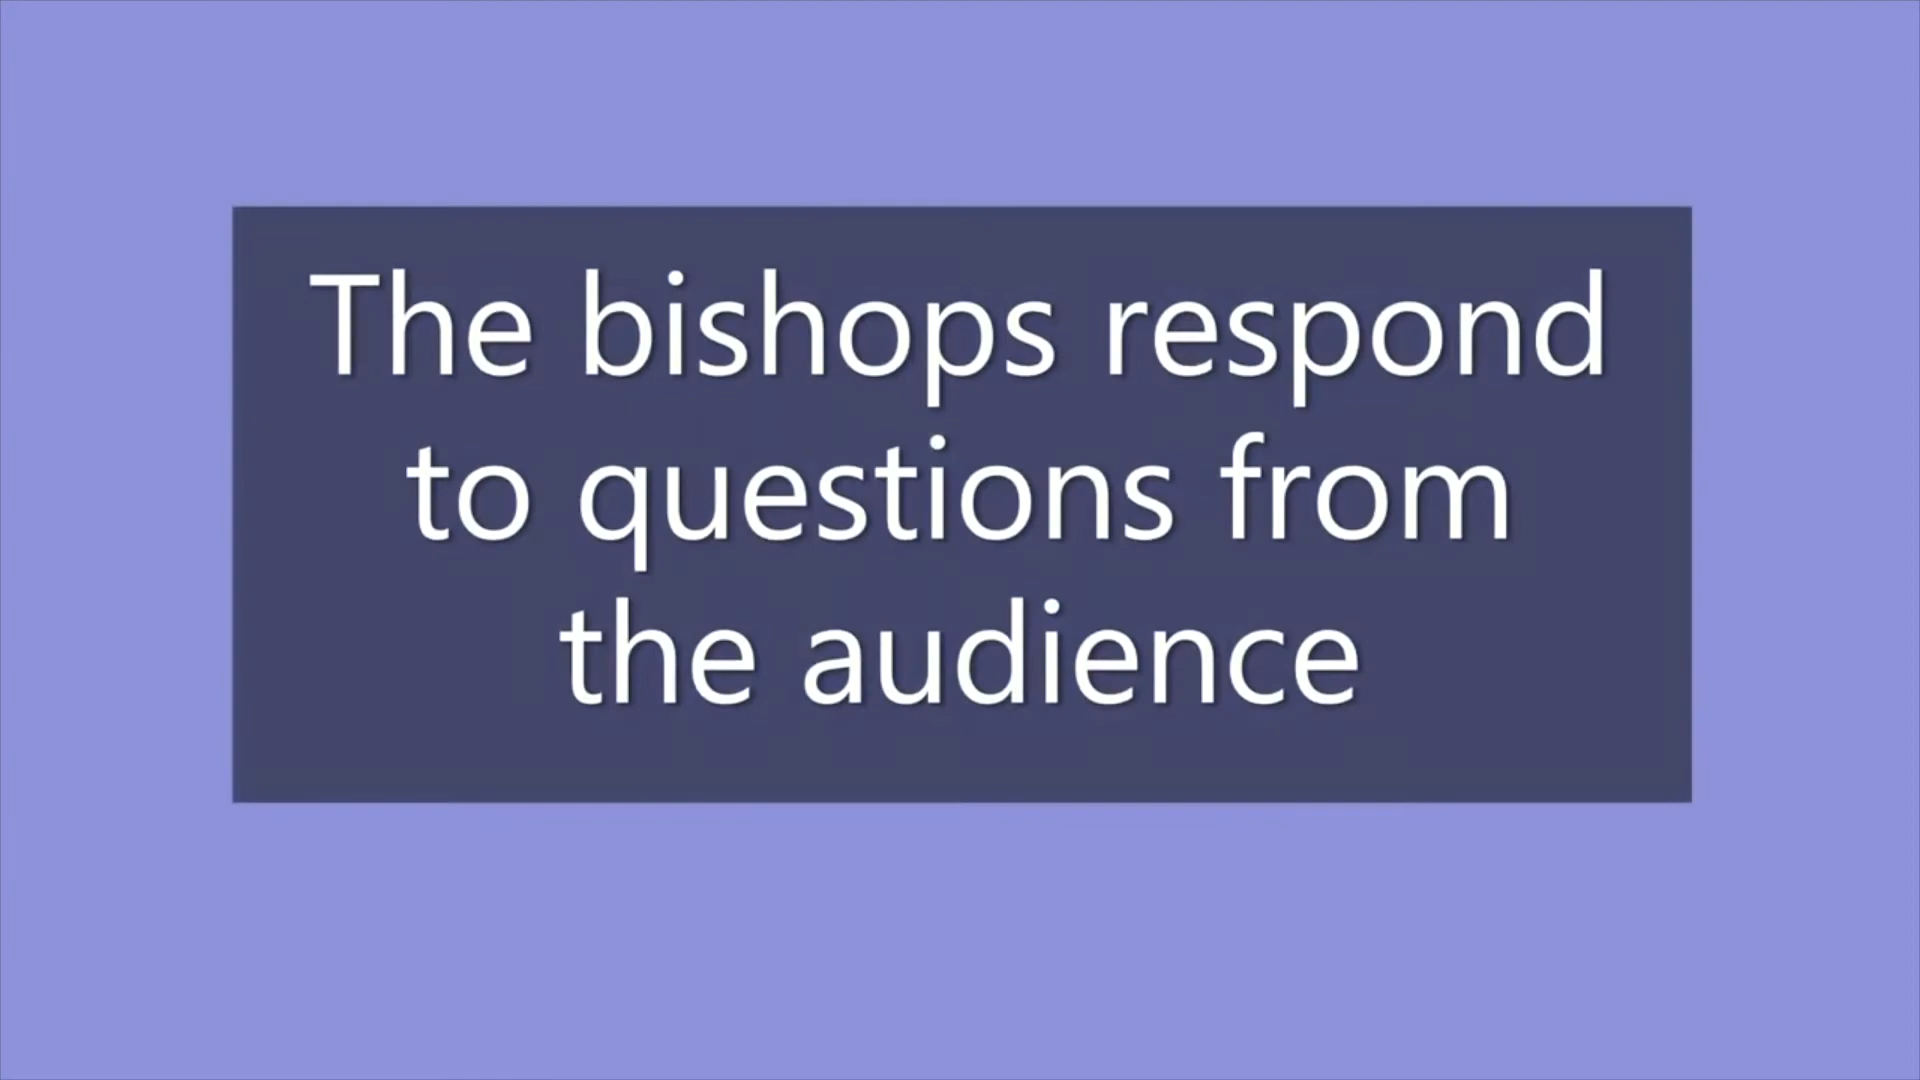 The bishops respond
to questions from
the audience